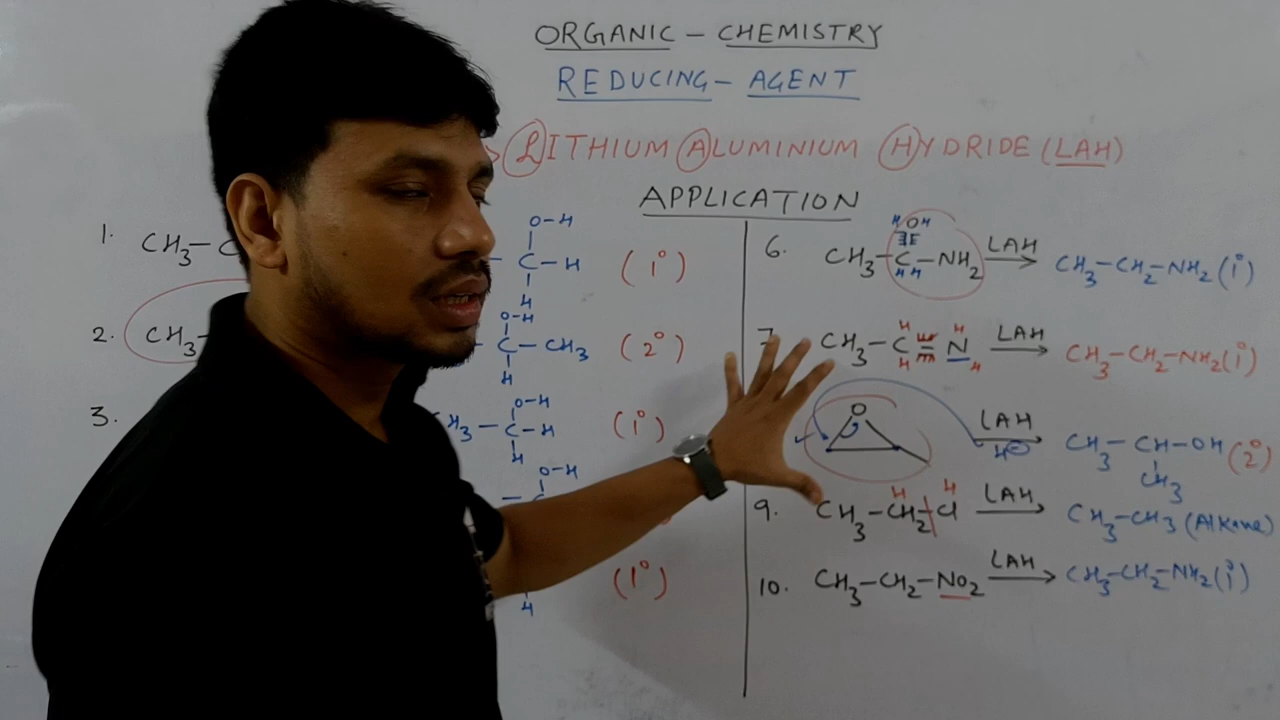 ORGANIC - CHEMISTRY
REDUCING - AGENT
> LITHIUM ALUMINIUM HYDRIDE (LAH)
APPLICATION
1. CH3-C
O-H
-C-H (1°)
H
2. CH3-
O-H
-C-CH3 (2°)
H
3.
O-H
H3-C-H (1°)
H
O-H
(1°)
H
6. CH3-C-NH2 LAH→ CH3-CH2-NH2 (1°)
H O H
H H
7. CH3-C≡N LAH→ CH3-CH2-NH2 (1°)
H H
H H
O LAH→ CH3-CH-OH (2°)
H⊖
CH3
9. CH3-CH2-Cl LAH→ CH3-CH3 (Alkane)
H H
10. CH3-CH2-NO2 LAH→ CH3-CH2-NH2 (1°)